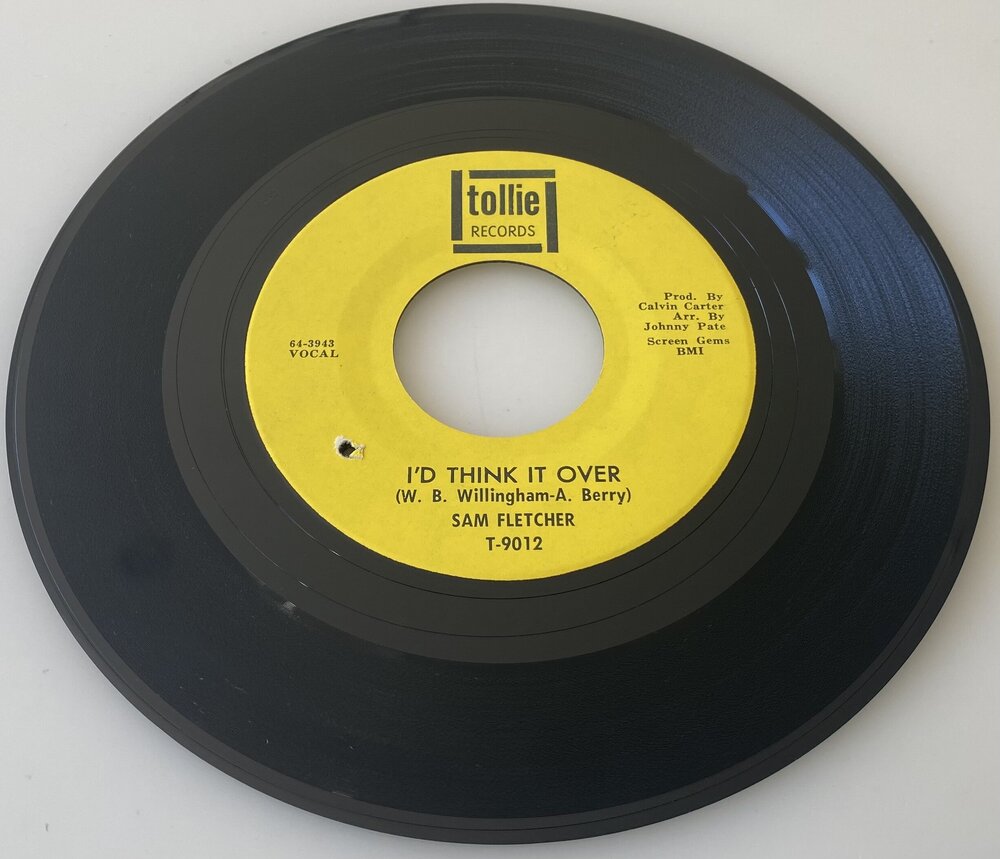 tollie
RECORDS
Prod. By
Calvin Carter
Arr. By
Johnny Pate
Screen Gems
BMI
64-3943
VOCAL
I'D THINK IT OVER
(W. B. Willingham-A. Berry)
SAM FLETCHER
T-9012